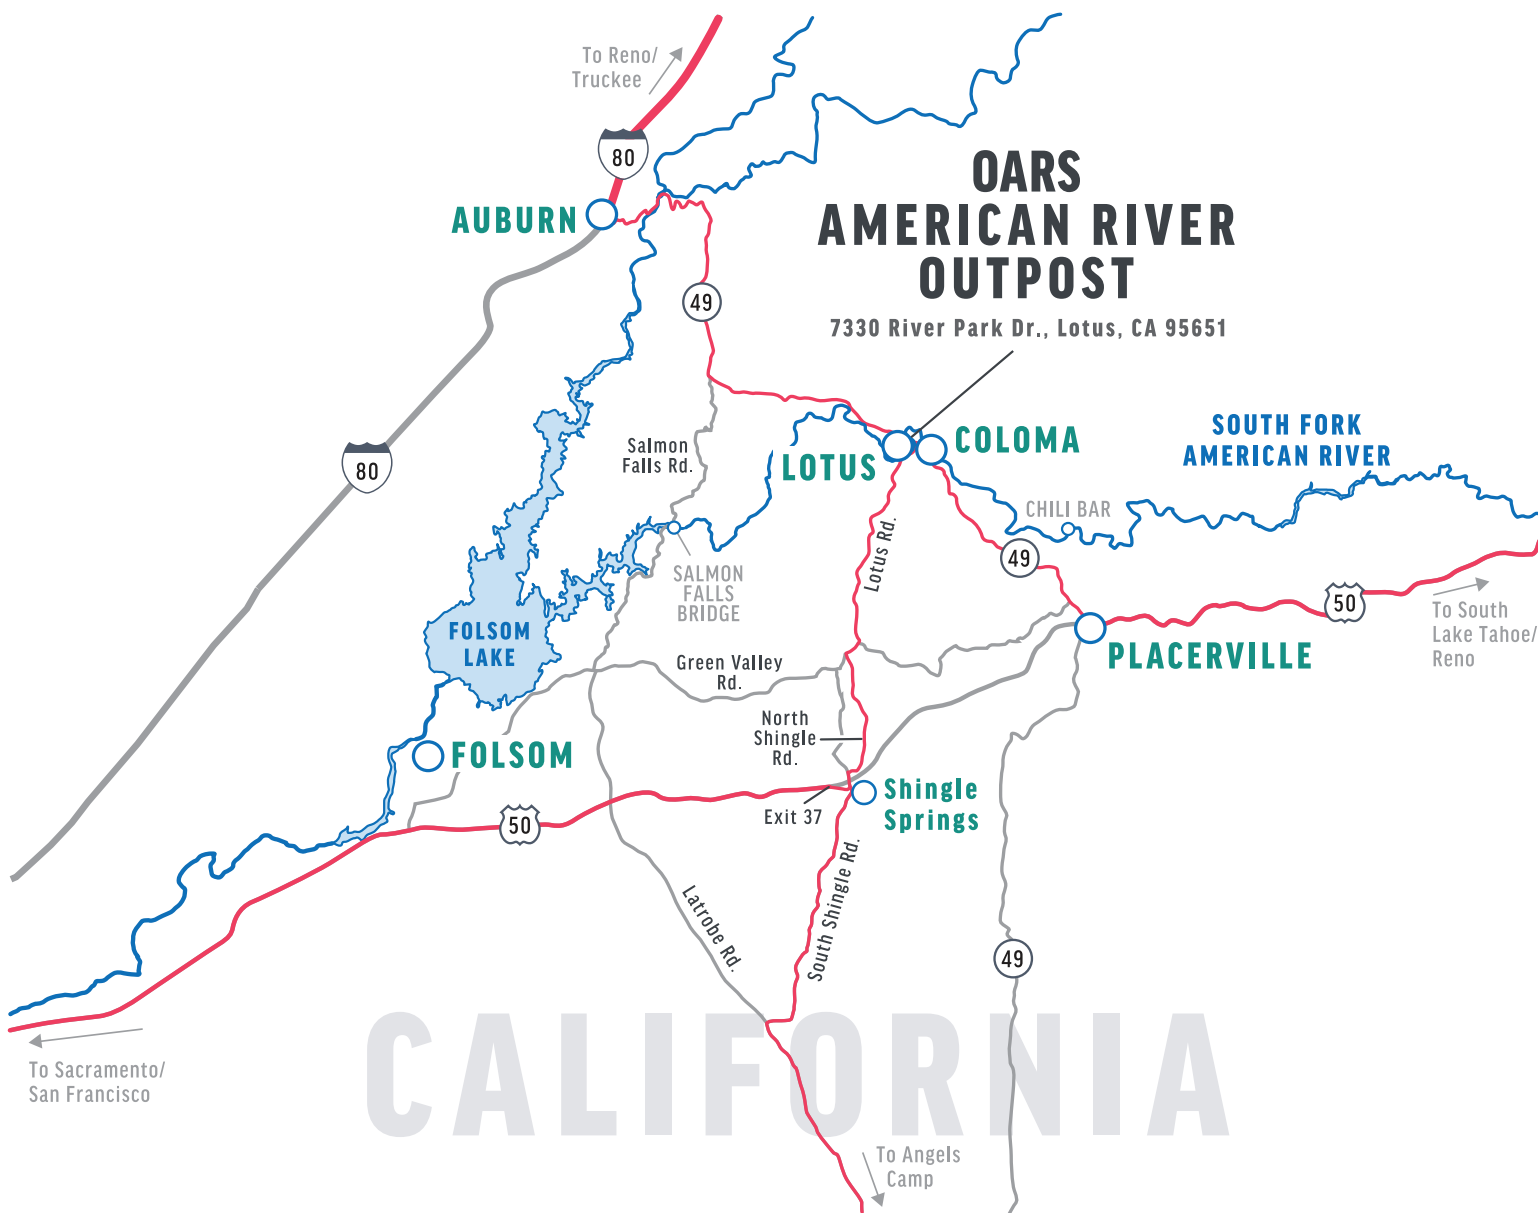 To Reno/
Truckee
80
AUBURN
OARS
AMERICAN RIVER
OUTPOST
7330 River Park Dr., Lotus, CA 95651
49
80
Salmon
Falls Rd.
LOTUS
COLOMA
SOUTH FORK
AMERICAN RIVER
CHILI BAR
Lotus Rd.
49
SALMON
FALLS
BRIDGE
50
To South
Lake Tahoe/
Reno
FOLSOM
LAKE
PLACERVILLE
Green Valley
Rd.
North
Shingle
Rd.
FOLSOM
Shingle
Springs
Exit 37
50
Latrobe Rd.
South Shingle Rd.
49
CALIFORNIA
To Sacramento/
San Francisco
To Angels
Camp